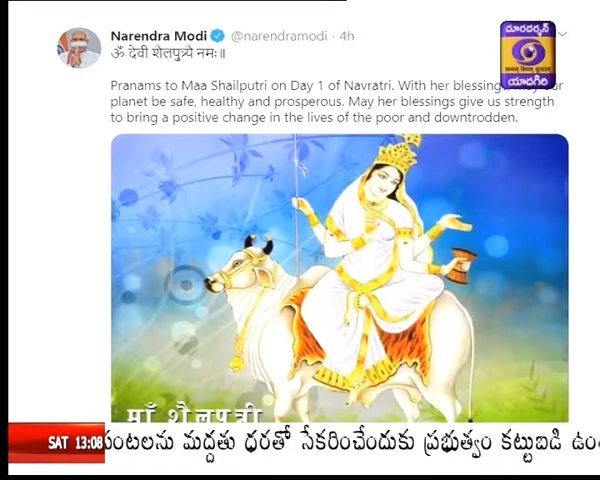 Narendra Modi @narendramodi · 4h
ॐ देवी शैलपुत्र्यै नमः॥
Pranams to Maa Shailputri on Day 1 of Navratri. With her blessings, may our
planet be safe, healthy and prosperous. May her blessings give us strength
to bring a positive change in the lives of the poor and downtrodden.
దూరదర్శన్
యాదగిరి
माँ शैलपुत्री
SAT 13:08
పంటలను మద్దతు ధరతో సేకరించేందుకు ప్రభుత్వం కట్టుబడి